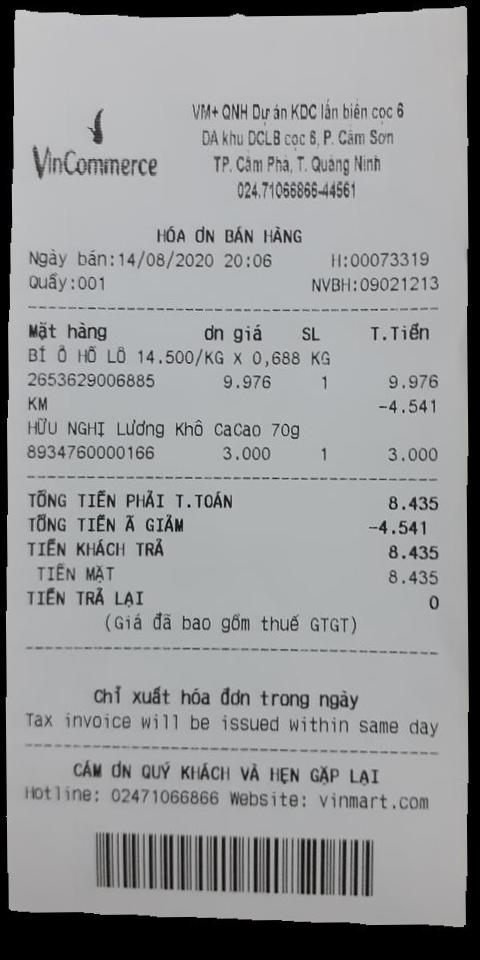 VinCommerce
VM+ QNH Dự án KDC lấn biển cọc 6
DA khu DCLB cọc 6, P. Cẩm Sơn
TP. Cẩm Phả, T. Quảng Ninh
024.71066866-44561
HÓA ƠN BÁN HÀNG
Ngày bán:14/08/2020 20:06 H:00073319
Quầy:001 NVBH:09021213
Mặt hàng ơn giá SL T.Tiền
BÍ Ô HỒ LÔ 14.500/KG X 0,688 KG
2653629006885 9.976 1 9.976
KM -4.541
HỮU NGHỊ Lương Khô CaCao 70g
8934760000166 3.000 1 3.000
TỔNG TIỀN PHẢI T.TOÁN 8.435
TỔNG TIỀN Ã GIẢM -4.541
TIỀN KHÁCH TRẢ 8.435
TIỀN MẶT 8.435
TIỀN TRẢ LẠI 0
(Giá đã bao gồm thuế GTGT)
Chỉ xuất hóa đơn trong ngày
Tax invoice will be issued within same day
CẢM ƠN QUÝ KHÁCH VÀ HẸN GẶP LẠI
Hotline: 02471066866 Website: vinmart.com